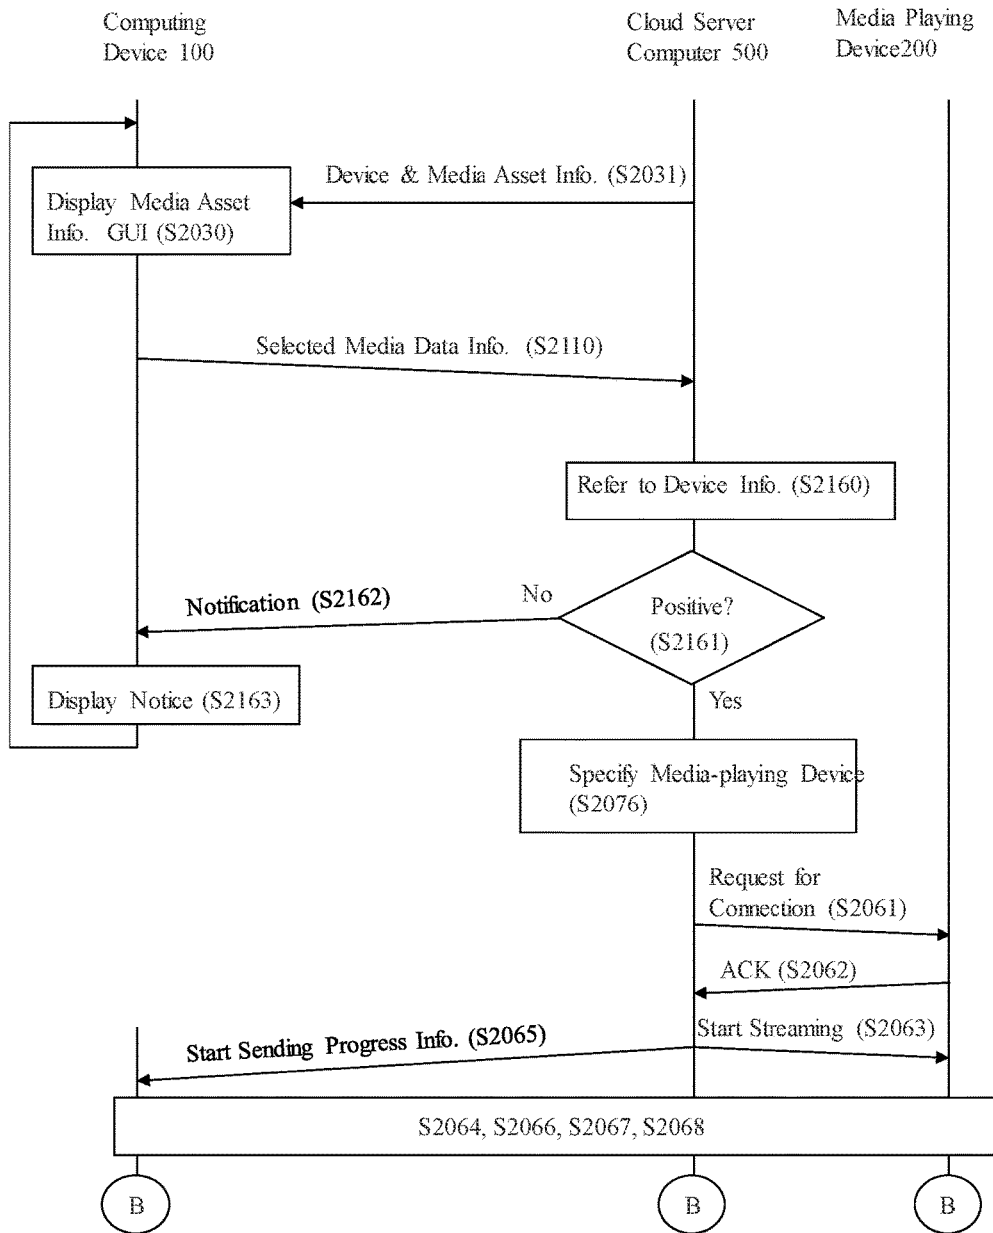 Computing
Device 100
Cloud Server
Computer 500
Media Playing
Device200
Device & Media Asset Info. (S2031)
Display Media Asset
Info. GUI (S2030)
Selected Media Data Info. (S2110)
Refer to Device Info. (S2160)
No
Notification (S2162)
Positive?
(S2161)
Display Notice (S2163)
Yes
Specify Media-playing Device
(S2076)
Request for
Connection (S2061)
ACK (S2062)
Start Streaming (S2063)
Start Sending Progress Info. (S2065)
S2064, S2066, S2067, S2068
B
B
B